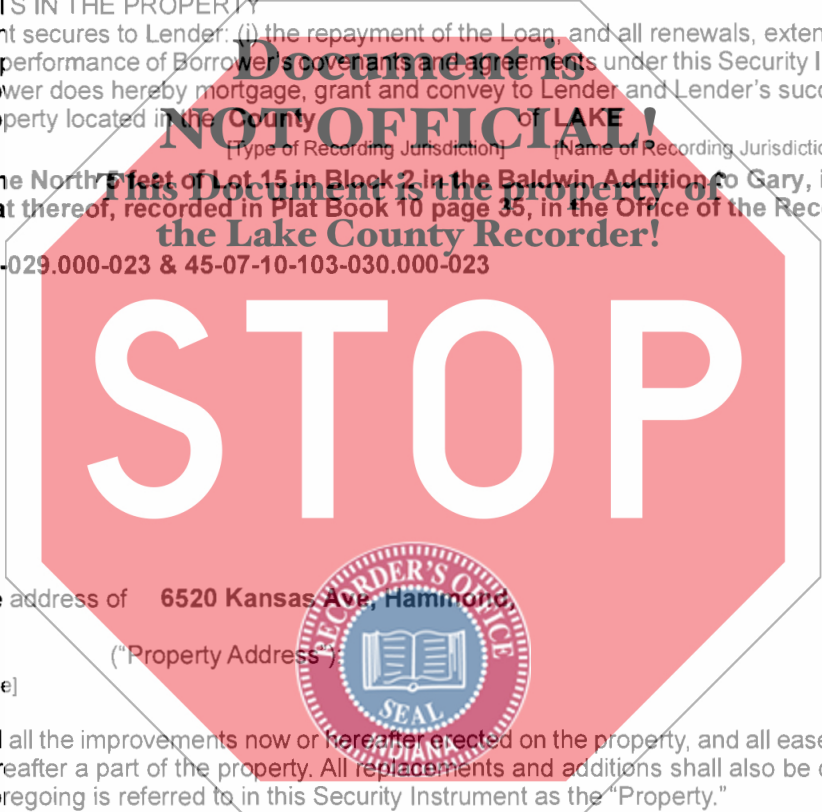 S IN THE PROPERTY
nt secures to Lender: (i) the repayment of the Loan, and all renewals, exten
performance of Borrower's covenants and agreements under this Security I
wer does hereby mortgage, grant and convey to Lender and Lender's succ
perty located in the County of LAKE
[Type of Recording Jurisdiction] [Name of Recording Jurisdictio
ne North 5 feet of Lot 15 in Block 2 in the Baldwin Addition to Gary, i
at thereof, recorded in Plat Book 10 page 35, in the Office of the Rec
-029.000-023 & 45-07-10-103-030.000-023
Document is
NOT OFFICIAL!
This Document is the property of
the Lake County Recorder!
STOP
address of 6520 Kansas Ave, Hammond,
("Property Address"):
e]
RECORDER'S OFFICE
SEAL
INDIANA
all the improvements now or hereafter erected on the property, and all ease
reafter a part of the property. All replacements and additions shall also be c
regoing is referred to in this Security Instrument as the "Property."